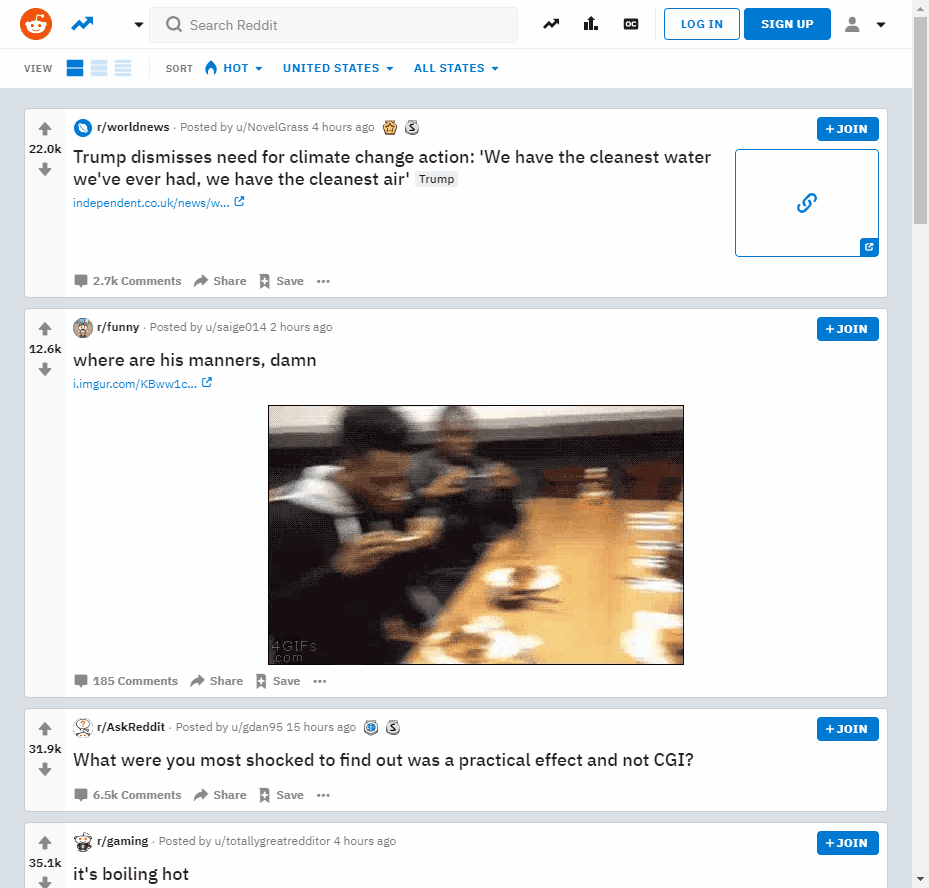 Search Reddit
OC
LOG IN
SIGN UP
VIEW
SORT
HOT
UNITED STATES
ALL STATES
22.0k
r/worldnews · Posted by u/NovelGrass 4 hours ago
S
+ JOIN
Trump dismisses need for climate change action: 'We have the cleanest water
we've ever had, we have the cleanest air' Trump
independent.co.uk/news/w...
2.7k Comments Share Save ...
12.6k
r/funny · Posted by u/saige014 2 hours ago
+ JOIN
where are his manners, damn
i.imgur.com/KBww1c...
4GIFs
.com
185 Comments Share Save ...
31.9k
r/AskReddit · Posted by u/gdan95 15 hours ago
S
+ JOIN
What were you most shocked to find out was a practical effect and not CGI?
6.5k Comments Share Save ...
35.1k
r/gaming · Posted by u/totallygreatredditor 4 hours ago
+ JOIN
it's boiling hot